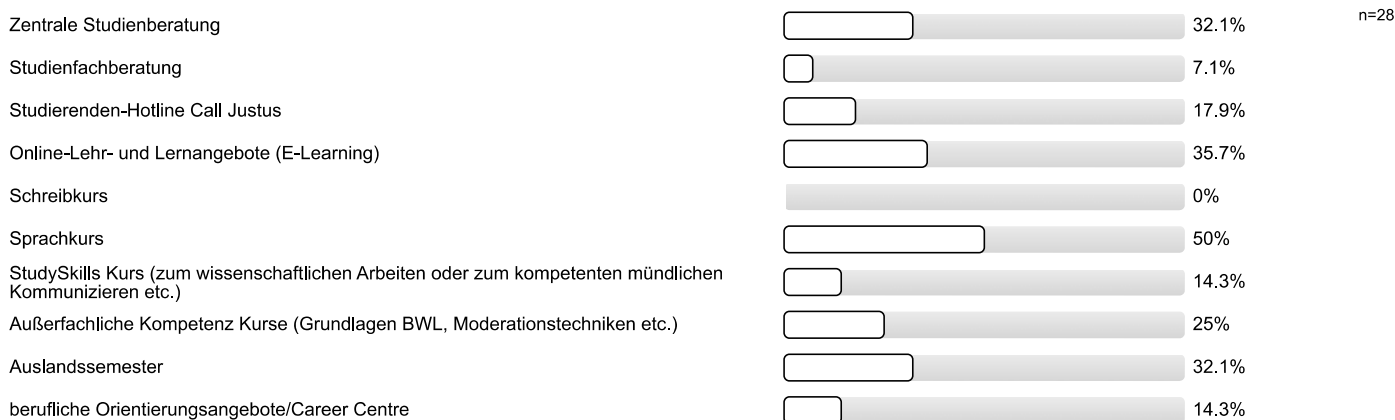 Zentrale Studienberatung 32.1% n=28
Studienfachberatung 7.1%
Studierenden-Hotline Call Justus 17.9%
Online-Lehr- und Lernangebote (E-Learning) 35.7%
Schreibkurs 0%
Sprachkurs 50%
StudySkills Kurs (zum wissenschaftlichen Arbeiten oder zum kompetenten mündlichen
Kommunizieren etc.) 14.3%
Außerfachliche Kompetenz Kurse (Grundlagen BWL, Moderationstechniken etc.) 25%
Auslandssemester 32.1%
berufliche Orientierungsangebote/Career Centre 14.3%